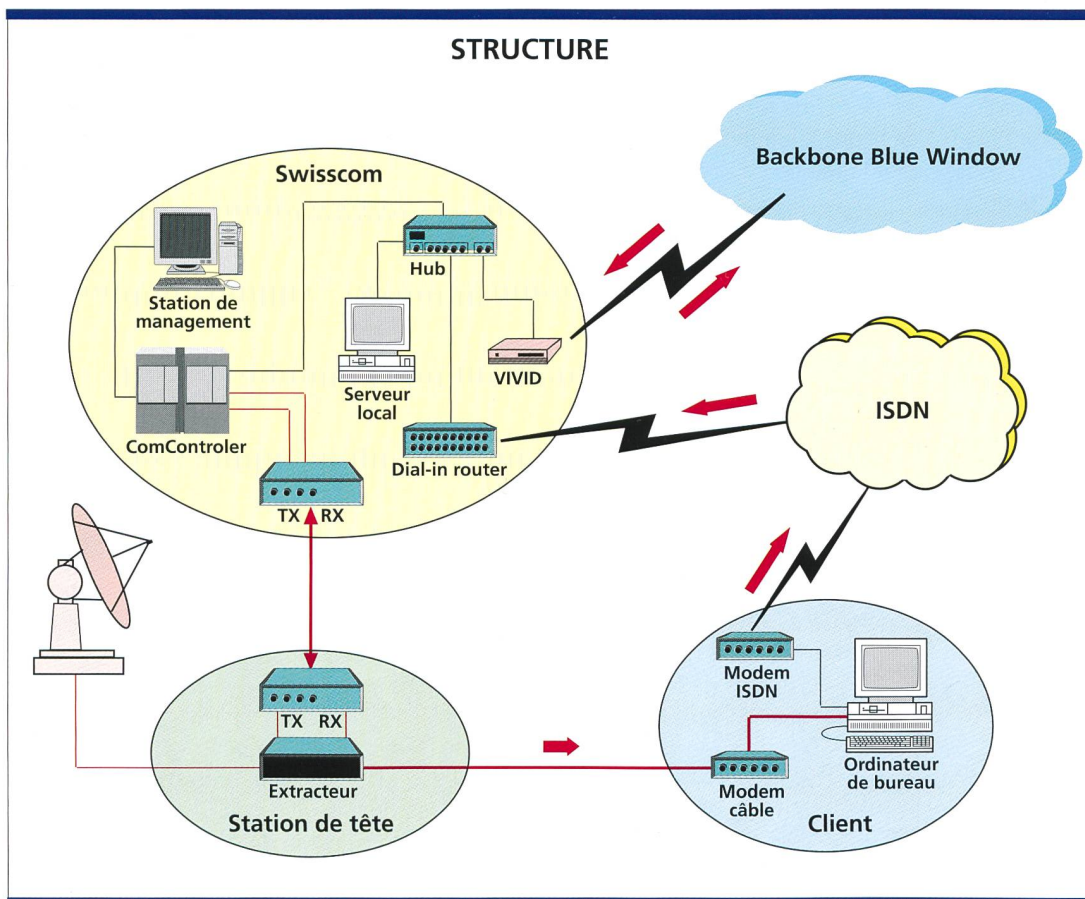 STRUCTURE
Backbone Blue Window
Swisscom
Hub
Station de
management
VIVID
Serveur
local
ISDN
ComControler
Dial-in router
TX RX
Modem
ISDN
TX RX
Extracteur
Station de tête
Modem
câble
Ordinateur
de bureau
Client